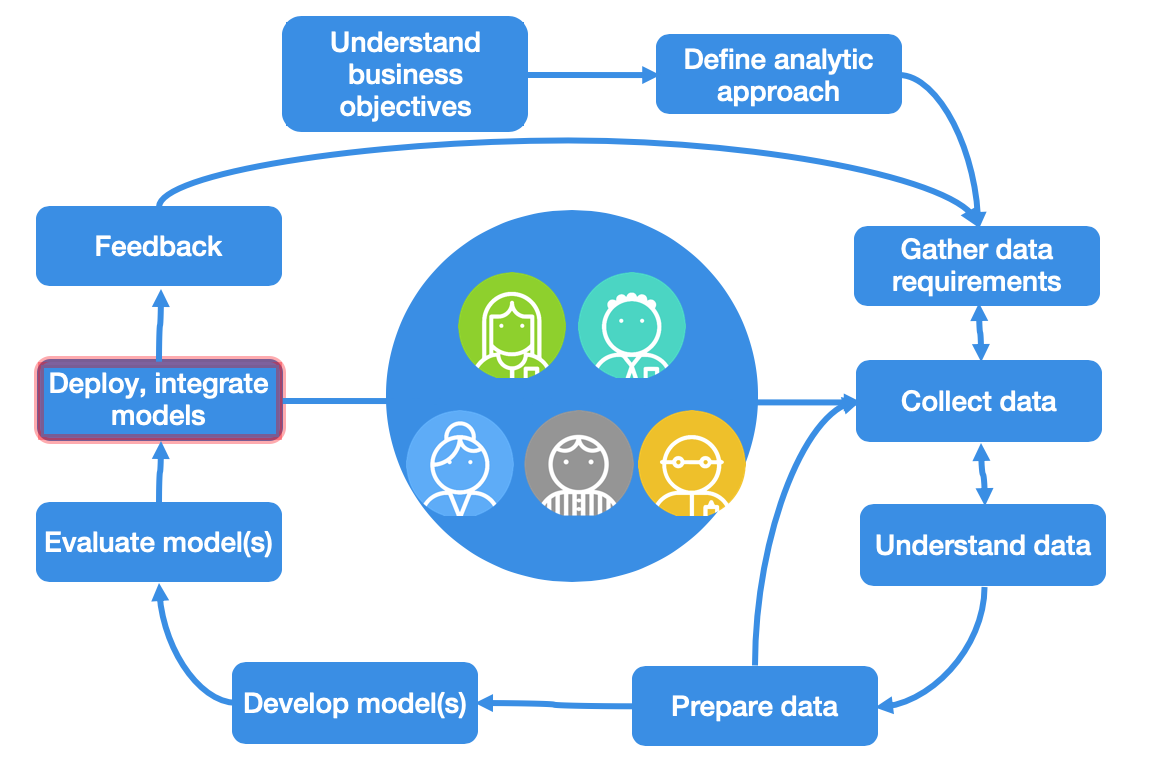 Understand
business
objectives
Define analytic
approach
Feedback
Gather data
requirements
Deploy, integrate
models
Collect data
Evaluate model(s)
Understand data
Develop model(s)
Prepare data